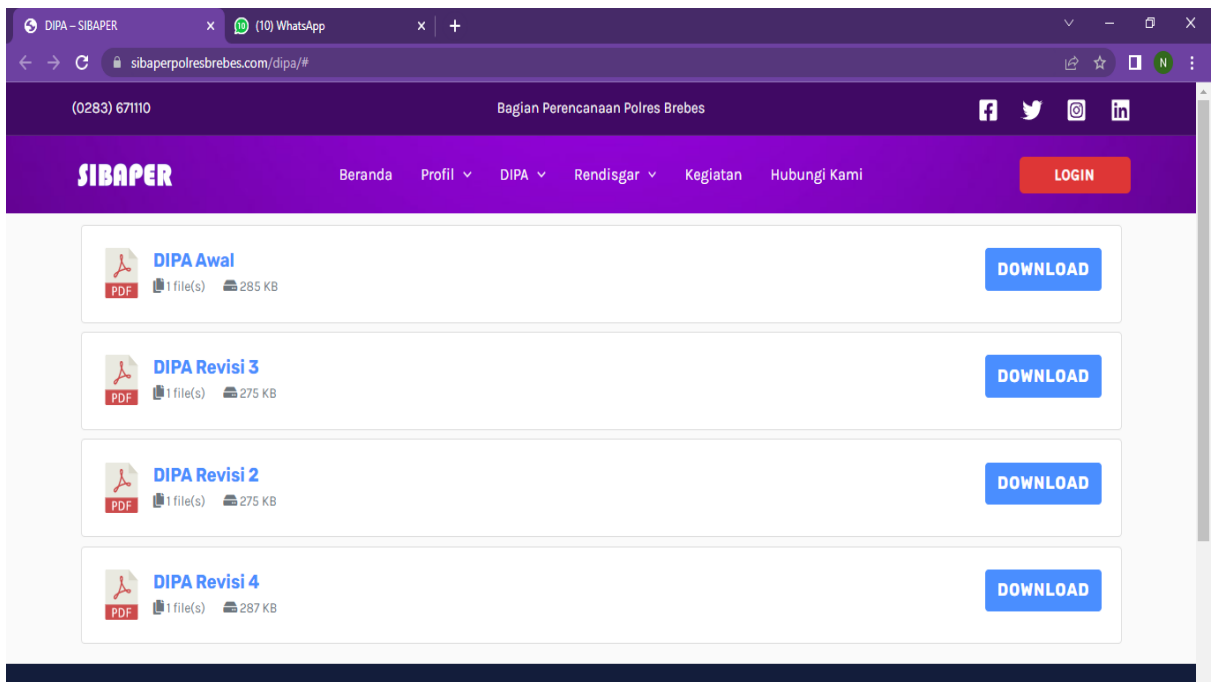 DIPA – SIBAPER
(10) WhatsApp
sibaperpolresbrebes.com/dipa/#
N
(0283) 671110
Bagian Perencanaan Polres Brebes
SIBAPER
Beranda Profil DIPA Rendisgar Kegiatan Hubungi Kami
LOGIN
DIPA Awal
1 file(s) 285 KB
PDF
DOWNLOAD
DIPA Revisi 3
1 file(s) 275 KB
PDF
DOWNLOAD
DIPA Revisi 2
1 file(s) 275 KB
PDF
DOWNLOAD
DIPA Revisi 4
1 file(s) 287 KB
PDF
DOWNLOAD